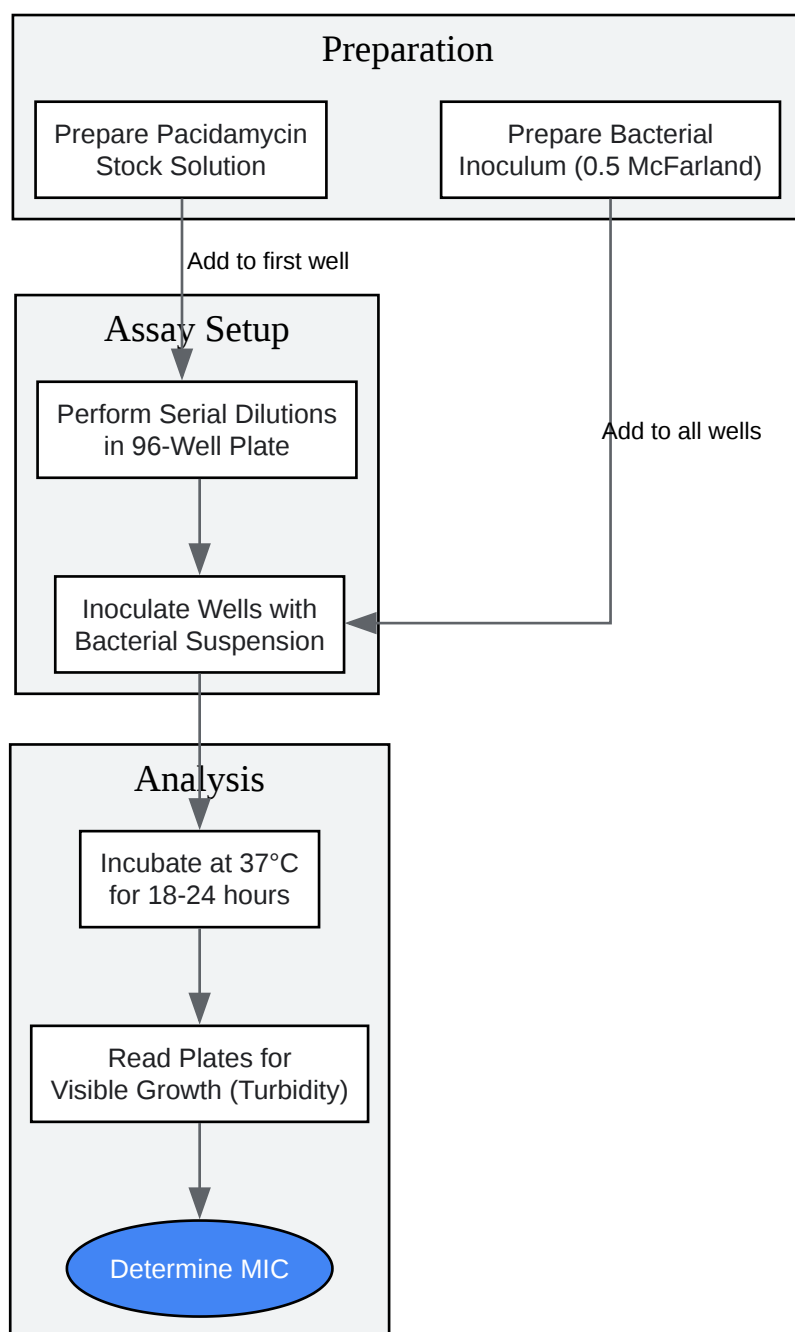 Preparation
Prepare Pacidamycin
Stock Solution
Prepare Bacterial
Inoculum (0.5 McFarland)
Add to first well
Assay Setup
Perform Serial Dilutions
in 96-Well Plate
Add to all wells
Inoculate Wells with
Bacterial Suspension
Analysis
Incubate at 37°C
for 18-24 hours
Read Plates for
Visible Growth (Turbidity)
Determine MIC